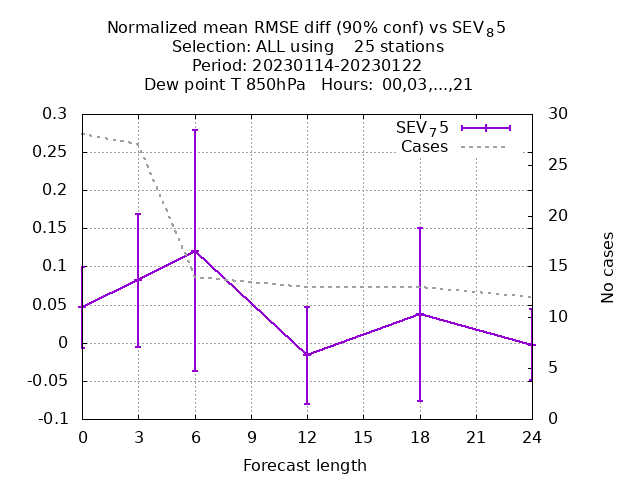 Normalized mean RMSE diff (90% conf) vs SEV₈5
Selection: ALL using    25 stations
Period: 20230114-20230122
Dew point T 850hPa   Hours: 00,03,...,21
0.3
0.25
0.2
0.15
0.1
0.05
0
-0.05
-0.1
30
25
20
15
10
5
0
SEV₇5
Cases
No cases
0 3 6 9 12 15 18 21 24
Forecast length